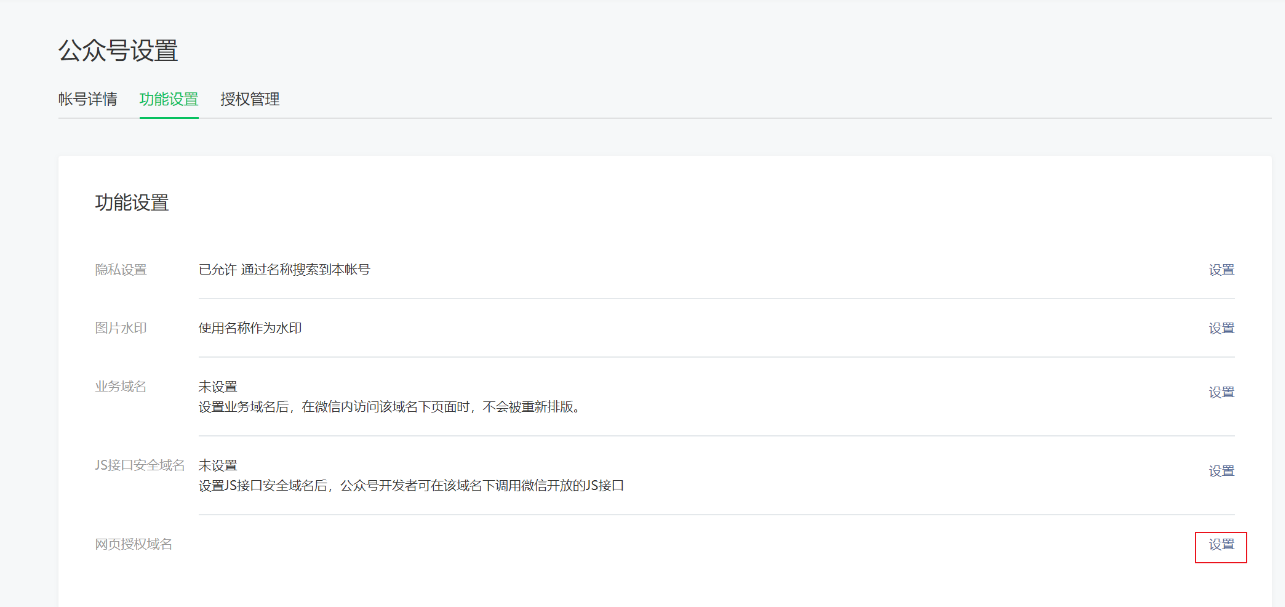 公众号设置
帐号详情 功能设置 授权管理
功能设置
隐私设置 已允许 通过名称搜索到本帐号 设置
图片水印 使用名称作为水印 设置
业务域名 未设置 设置
设置业务域名后，在微信内访问该域名下页面时，不会被重新排版。
JS接口安全域名 未设置 设置
设置JS接口安全域名后，公众号开发者可在该域名下调用微信开放的JS接口
网页授权域名 设置